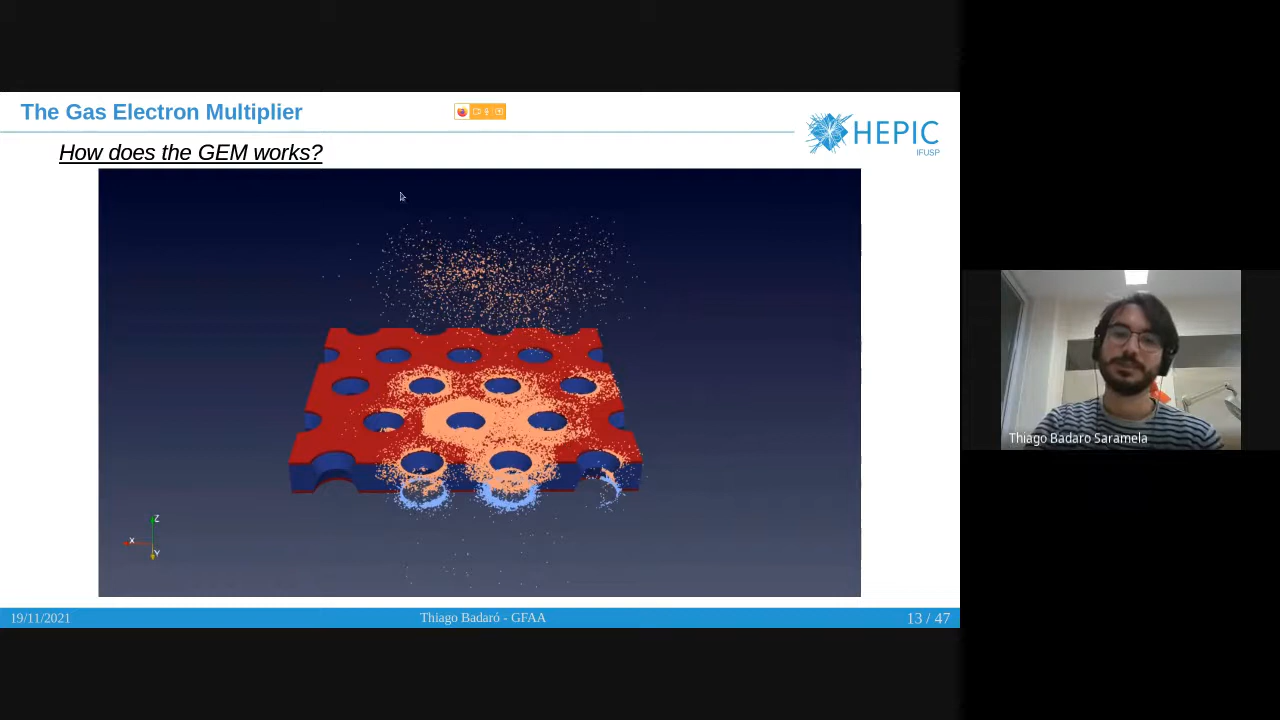 The Gas Electron Multiplier
HEPIC
IFUSP
How does the GEM works?
Z
X
Y
Thiago Badaro Saramela
19/11/2021
Thiago Badaró - GFAA
13 / 47